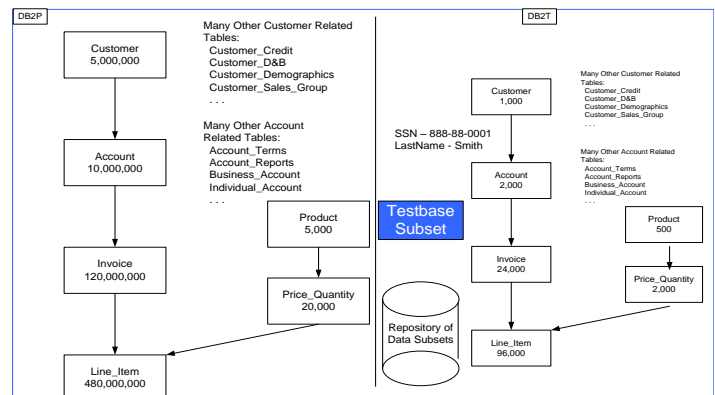 DB2P
Customer
5,000,000
Many Other Customer Related
Tables:
Customer_Credit
Customer_D&B
Customer_Demographics
Customer_Sales_Group
. . .
Account
10,000,000
Many Other Account
Related Tables:
Account_Terms
Account_Reports
Business_Account
Individual_Account
. . .
Product
5,000
Invoice
120,000,000
Price_Quantity
20,000
Line_Item
480,000,000
Testbase
Subset
Repository of
Data Subsets
DB2T
Customer
1,000
Many Other Customer Related
Tables:
Customer_Credit
Customer_D&B
Customer_Demographics
Customer_Sales_Group
. . .
SSN – 888-88-0001
LastName - Smith
Account
2,000
Many Other Account Related
Tables:
Account_Terms
Account_Reports
Business_Account
Individual_Account
. . .
Product
500
Invoice
24,000
Price_Quantity
2,000
Line_Item
96,000